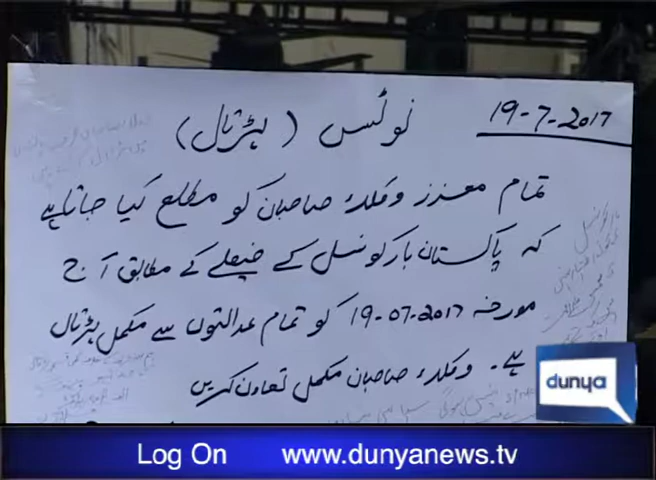 19-7-2017
نوٹس (ہڑتال)
تمام معزز وکلاء صاحبان کو مطلع کیا جاتا ہے
کہ پاکستان بار کونسل کے فیصلے کے مطابق آج
مورخہ 19-07-2017 کو تمام عدالتوں سے مکمل ہڑتال
ہے۔ وکلاء صاحبان مکمل تعاون کریں
dunya
Log On www.dunyanews.tv